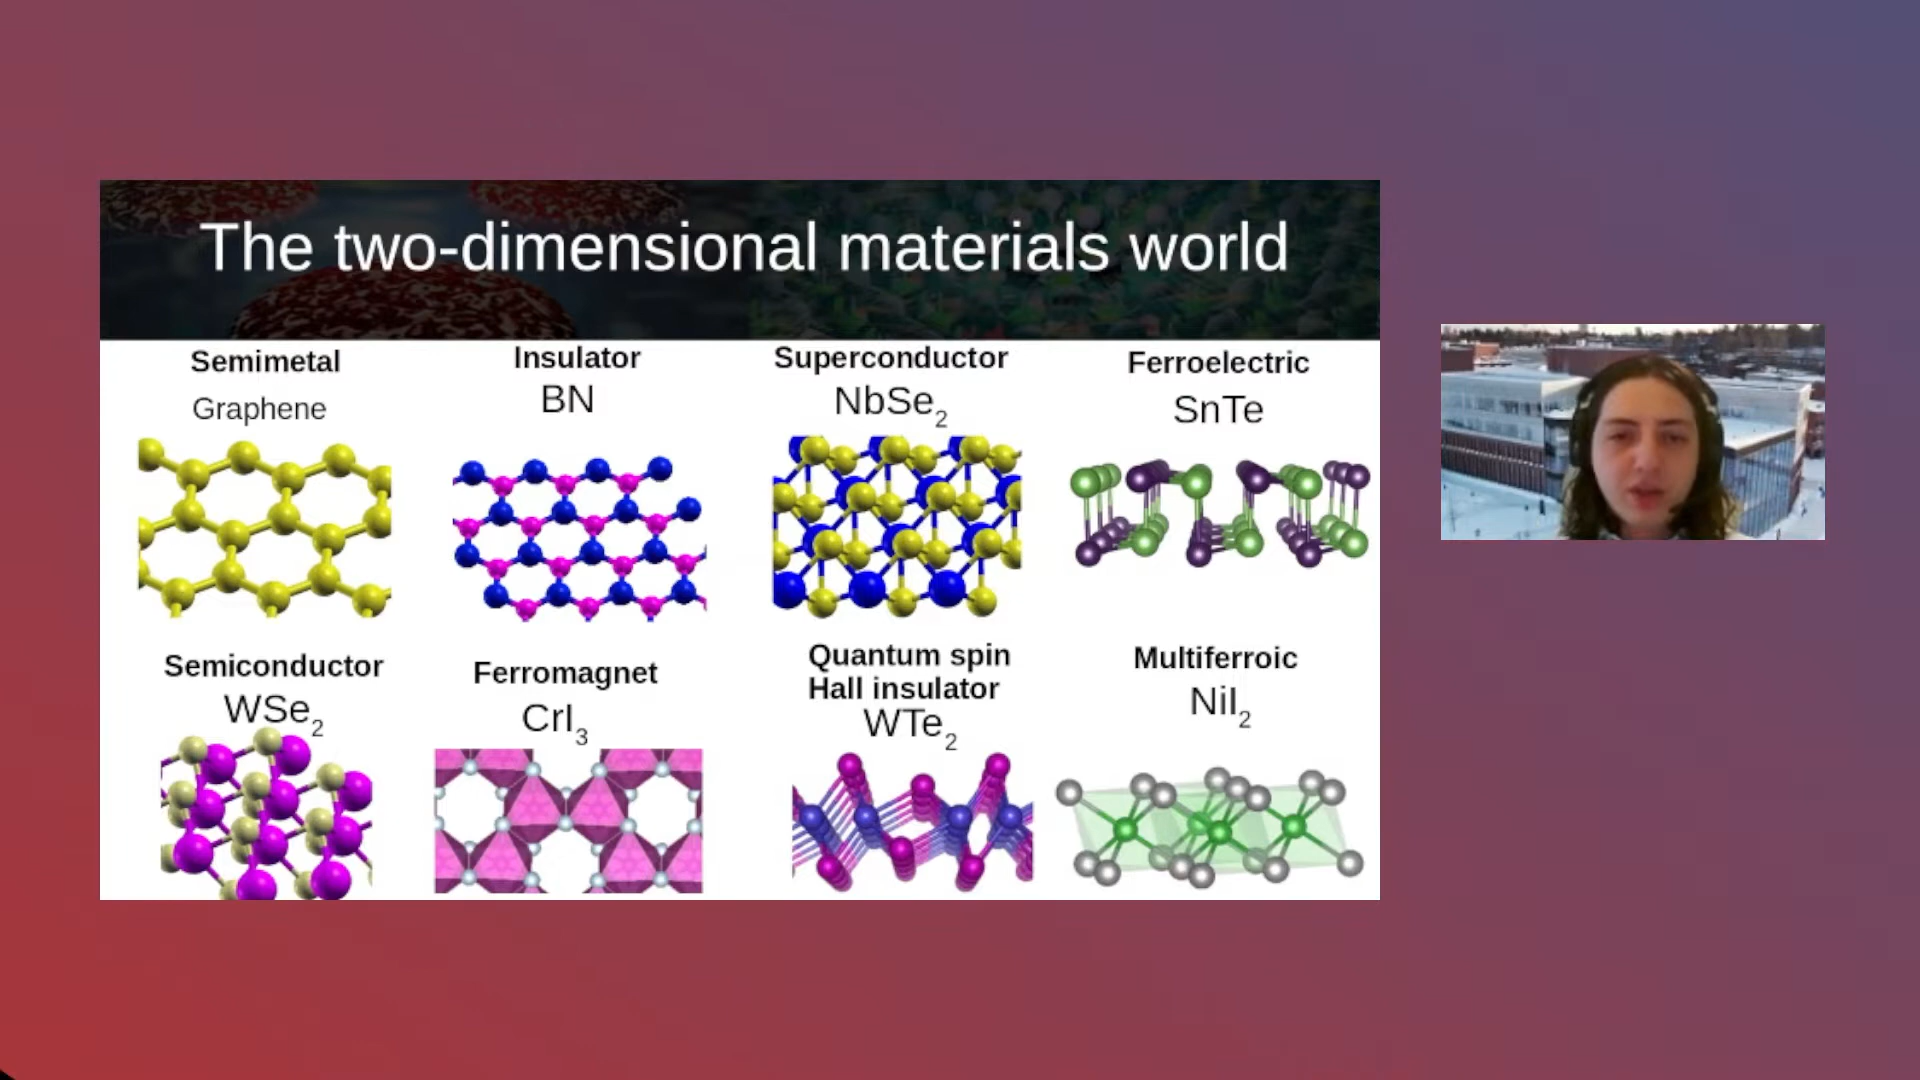 The two-dimensional materials world
Semimetal
Graphene
Insulator
BN
Superconductor
NbSe2
Ferroelectric
SnTe
Semiconductor
WSe2
Ferromagnet
CrI3
Quantum spin
Hall insulator
WTe2
Multiferroic
NiI2